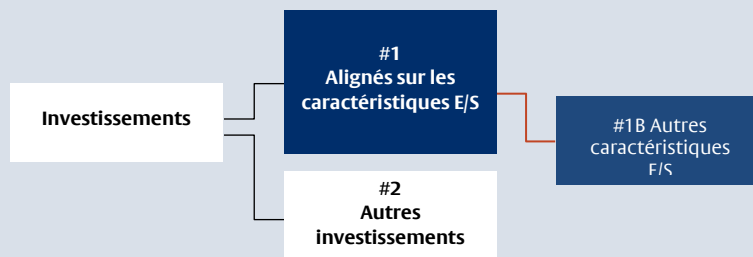 Investissements
#1
Alignés sur les
caractéristiques E/S
#2
Autres
investissements
#1B Autres
caractéristiques
E/S